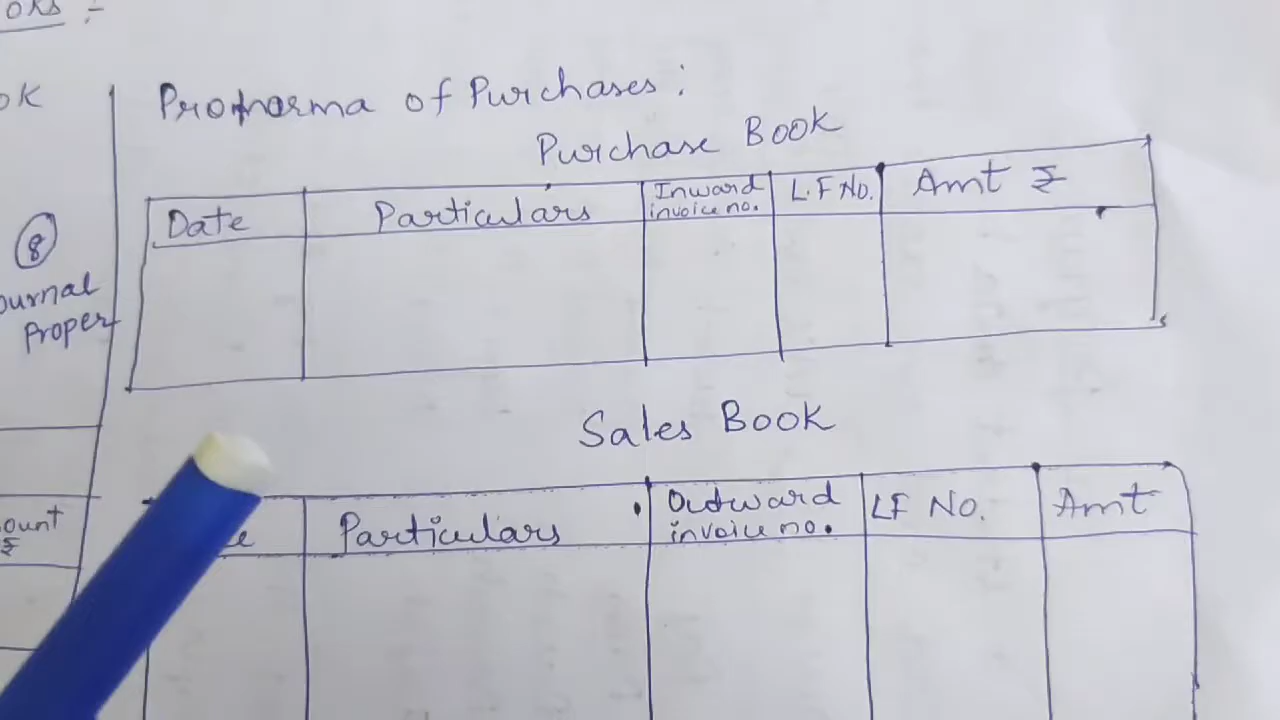 OKS :-
OK
Proforma of Purchases :
Purchase Book
Date Particulars Inward invoice no. L.F No. Amt ₹
8
ournal
Proper
Sales Book
ount
₹
Particulars Outward invoice no. LF No. Amt